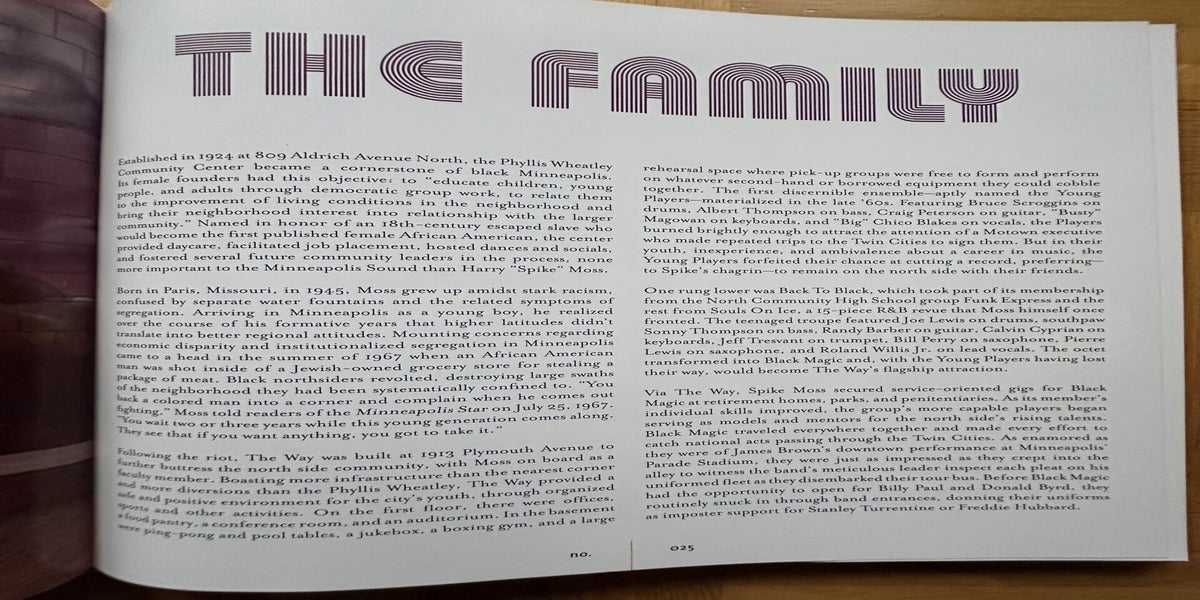 THE FAMILY
Established in 1924 at 809 Aldrich Avenue North, the Phyllis Wheatley
Community Center became a cornerstone of black Minneapolis.
Its female founders had this objective: to "educate children, young
people, and adults through democratic group work, to relate them
to the improvement of living conditions in the neighborhood and
bring their neighborhood interest into relationship with the larger
community." Named in honor of an 18th-century escaped slave who
would become the first published female African American, the center
provided daycare, facilitated job placement, hosted dances and socials,
and fostered several future community leaders in the process, none
more important to the Minneapolis Sound than Harry "Spike" Moss.
Born in Paris, Missouri, in 1945, Moss grew up amidst stark racism,
confused by separate water fountains and the related symptoms of
segregation. Arriving in Minneapolis as a young boy, he realized
over the course of his formative years that higher latitudes didn't
translate into better regional attitudes. Mounting concerns regarding
economic disparity and institutionalized segregation in Minneapolis
came to a head in the summer of 1967 when an African American
man was shot inside of a Jewish-owned grocery store for stealing a
package of meat. Black northsiders revolted, destroying large swaths
of the neighborhood they had been systematically confined to. "You
back a colored man into a corner and complain when he comes out
fighting," Moss told readers of the Minneapolis Star on July 25, 1967.
"You wait two or three years while this young generation comes along.
They see that if you want anything, you got to take it."
Following the riot, The Way was built at 1913 Plymouth Avenue to
further buttress the north side community, with Moss on board as a
faculty member. Boasting more infrastructure than the nearest corner
and more diversions than the Phyllis Wheatley, The Way provided a
safe and positive environment for the city's youth, through organized
sports and other activities. On the first floor, there were offices,
a food pantry, a conference room, and an auditorium. In the basement
were ping-pong and pool tables, a jukebox, a boxing gym, and a large
rehearsal space where pick-up groups were free to form and perform
on whatever second-hand or borrowed equipment they could cobble
together. The first discernible ensemble—aptly named the Young
Players—materialized in the late '60s. Featuring Bruce Scroggins on
drums, Albert Thompson on bass, Craig Peterson on guitar, "Busty"
Magowan on keyboards, and "Big" Chico Blakes on vocals, the Players
burned brightly enough to attract the attention of a Motown executive
who made repeated trips to the Twin Cities to sign them. But in their
youth, inexperience, and ambivalence about a career in music, the
Young Players forfeited their chance at cutting a record, preferring—
to Spike's chagrin—to remain on the north side with their friends.
One rung lower was Back To Black, which took part of its membership
from the North Community High School group Funk Express and the
rest from Souls On Ice, a 15-piece R&B revue that Moss himself once
fronted. The teenaged troupe featured Joe Lewis on drums, southpaw
Sonny Thompson on bass, Randy Barber on guitar, Calvin Cyprian on
keyboards, Jeff Tresvant on trumpet, Bill Perry on saxophone, Pierre
Lewis on saxophone, and Roland Willis Jr. on lead vocals. The octet
transformed into Black Magic and, with the Young Players having lost
their way, would become The Way's flagship attraction.
Via The Way, Spike Moss secured service-oriented gigs for Black
Magic at retirement homes, parks, and penitentiaries. As its member's
individual skills improved, the group's more capable players began
serving as models and mentors for the north side's rising talents.
Black Magic traveled everywhere together and made every effort to
catch national acts passing through the Twin Cities. As enamored as
they were of James Brown's downtown performance at Minneapolis'
Parade Stadium, they were just as impressed as they crept into the
alley to witness the band's meticulous leader inspect each pleat on his
uniformed fleet as they disembarked their tour bus. Before Black Magic
had the opportunity to open for Billy Paul and Donald Byrd, they
routinely snuck in through band entrances, donning their uniforms
as imposter support for Stanley Turrentine or Freddie Hubbard.
no. 025